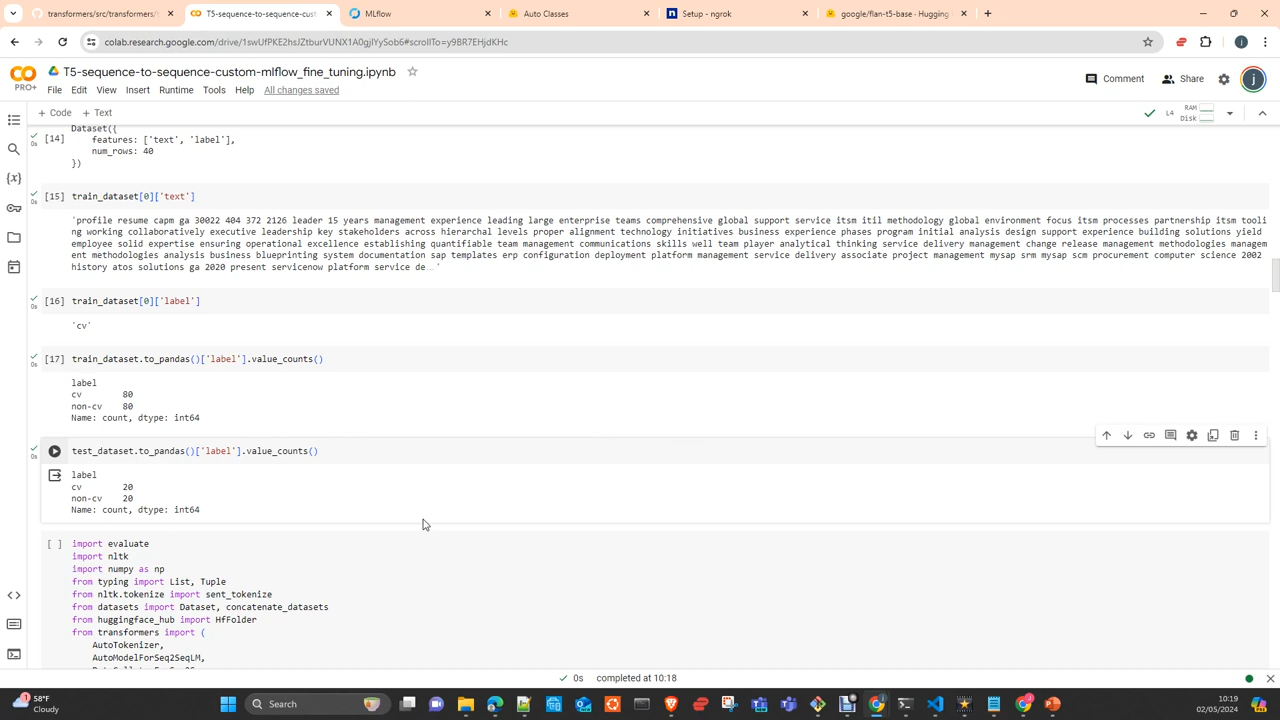 transformers/src/transformers/t
T5-sequence-to-sequence-cust
MLflow
Auto Classes
Setup - ngrok
google/flan-t5-base - Hugging
colab.research.google.com/drive/1swUfPKE2hsJZtburVUNX1A0gjlYySob6#scrollTo=y9BR7EHjdKHc
j
CO
PRO+
T5-sequence-to-sequence-custom-mlflow_fine_tuning.ipynb
Comment
Share
j
File Edit View Insert Runtime Tools Help All changes saved
+ Code + Text
L4 RAM Disk
Dataset({
[14] features: ['text', 'label'],
0s
num_rows: 40
})
[15] train_dataset[0]['text']
0s
'profile resume capm ga 30022 404 372 2126 leader 15 years management experience leading large enterprise teams comprehensive global support service itsm itil methodology global environment focus itsm processes partnership itsm tooli
ng working collaboratively executive leadership key stakeholders across hierarchal levels proper alignment technology initiatives business experience phases program initial analysis design support experience building solutions yield
employee solid expertise ensuring operational excellence establishing quantifiable team management communications skills well team player analytical thinking service delivery management change release management methodologies managem
ent methodologies analysis business blueprinting system documentation sap templates erp configuration deployment platform management service delivery associate project management mysap srm mysap scm procurement computer science 2002
history atos solutions ga 2020 present servicenow platform service de…'
[16] train_dataset[0]['label']
0s
'cv'
[17] train_dataset.to_pandas()['label'].value_counts()
0s
label
cv 80
non-cv 80
Name: count, dtype: int64
test_dataset.to_pandas()['label'].value_counts()
0s
label
cv 20
non-cv 20
Name: count, dtype: int64
[ ] import evaluate
import nltk
import numpy as np
from typing import List, Tuple
from nltk.tokenize import sent_tokenize
from datasets import Dataset, concatenate_datasets
from huggingface_hub import HfFolder
from transformers import (
AutoTokenizer,
AutoModelForSeq2SeqLM,
0s completed at 10:18
58°F
Cloudy
Search
10:19
02/05/2024